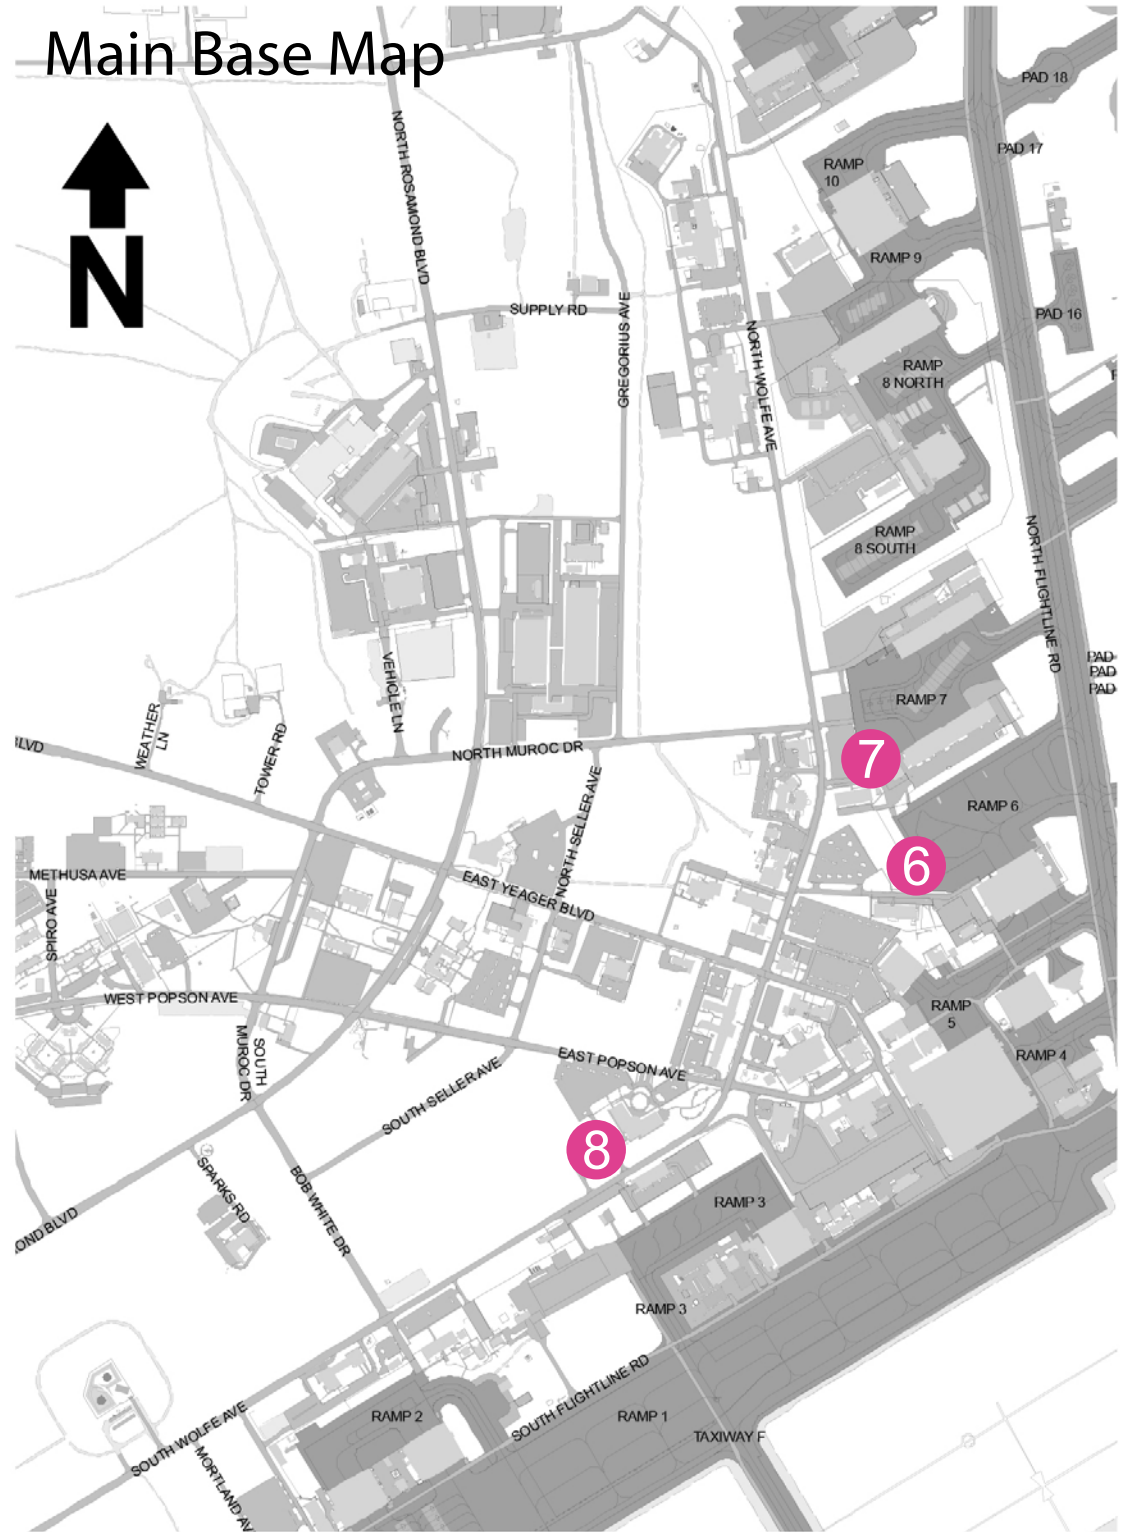 Main Base Map
N
PAD 18
NORTH ROSAMOND BLVD
PAD 17
RAMP
10
RAMP 9
SUPPLY RD
GREGORIUS AVE
PAD 16
NORTH WOLFE AVE
RAMP
8 NORTH
RAMP
8 SOUTH
NORTH FLIGHTLINE RD
VEHICLE LN
PAD
PAD
PAD
RAMP 7
WEATHER
LN
TOWER RD
BLVD
NORTH MUROC DR
7
NORTH SELLER AVE
RAMP 6
6
METHUSA AVE
EAST YEAGER BLVD
SPIRO AVE
WEST POPSON AVE
RAMP
5
SOUTH
MUROC DR
EAST POPSON AVE
RAMP 4
SOUTH SELLER AVE
8
SPARKS RD
BOB WHITE DR
RAMP 3
OND BLVD
RAMP 3
SOUTH FLIGHTLINE RD
RAMP 2
RAMP 1
SOUTH WOLFE AVE
TAXIWAY F
MORTLAND AV